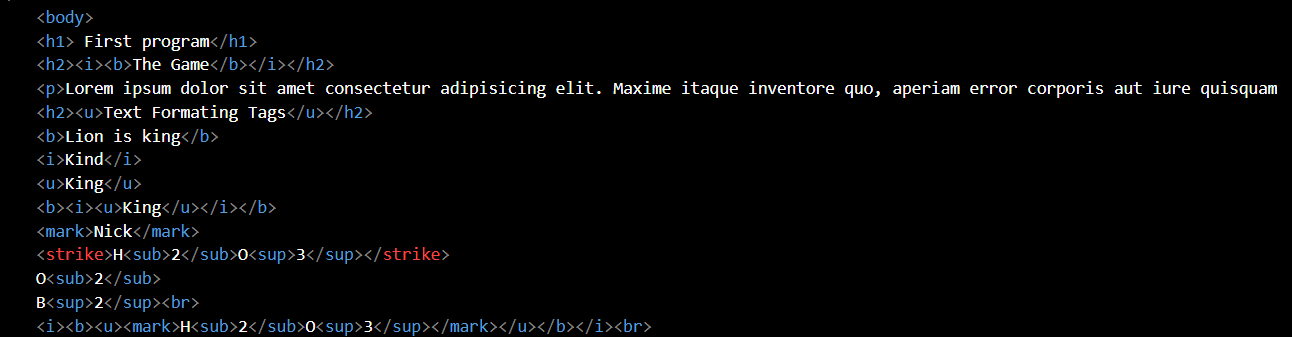 <body>
<h1> First program</h1>
<h2><i><b>The Game</b></i></h2>
<p>Lorem ipsum dolor sit amet consectetur adipisicing elit. Maxime itaque inventore quo, aperiam error corporis aut iure quisquam
<h2><u>Text Formating Tags</u></h2>
<b>Lion is king</b>
<i>Kind</i>
<u>King</u>
<b><i><u>King</u></i></b>
<mark>Nick</mark>
<strike>H<sub>2</sub>O<sup>3</sup></strike>
O<sub>2</sub>
B<sup>2</sup><br>
<i><b><u><mark>H<sub>2</sub>O<sup>3</sup></mark></u></b></i><br>